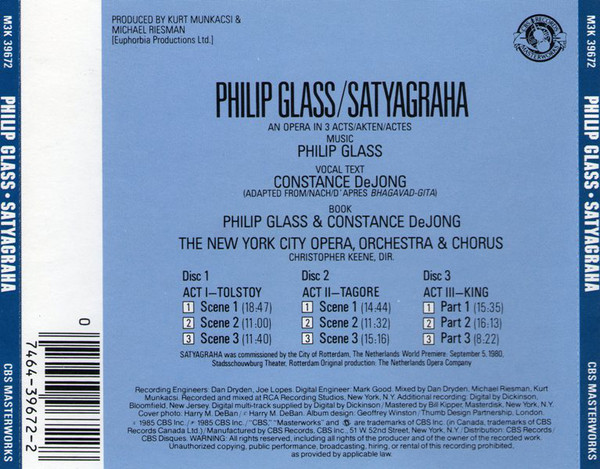 M3K 39672
PHILIP GLASS • SATYAGRAHA
CBS MASTERWORKS
PRODUCED BY KURT MUNKACSI &
MICHAEL RIESMAN
[Euphorbia Productions Ltd.]
PHILIP GLASS/SATYAGRAHA
AN OPERA IN 3 ACTS/AKTEN/ACTES
MUSIC
PHILIP GLASS
VOCAL TEXT
CONSTANCE DeJONG
(ADAPTED FROM/NACH/D'APRES BHAGAVAD-GITA)
BOOK
PHILIP GLASS & CONSTANCE DeJONG
THE NEW YORK CITY OPERA, ORCHESTRA & CHORUS
CHRISTOPHER KEENE, DIR.
Disc 1
ACT I—TOLSTOY
1 Scene 1 (18:47)
2 Scene 2 (11:00)
3 Scene 3 (11:40)
Disc 2
ACT II—TAGORE
1 Scene 1 (14:44)
2 Scene 2 (11:32)
3 Scene 3 (15:16)
Disc 3
ACT III—KING
1 Part 1 (15:35)
2 Part 2 (16:13)
3 Part 3 (8:22)
SATYAGRAHA was commissioned by the City of Rotterdam, The Netherlands World Premiere: September 5, 1980,
Stadsschouwburg Theater, Rotterdam Original production: The Netherlands Opera Company
0
7464-39672-2
Recording Engineers: Dan Dryden, Joe Lopes. Digital Engineer: Mark Good. Mixed by Dan Dryden, Michael Riesman, Kurt
Munkacsi. Recorded and mixed at RCA Recording Studios, New York, N.Y. Additional recording: Digital by Dickinson,
Bloomfield, New Jersey. Digital multi-track supplied by Digital by Dickinson/Mastered by Bill Kipper, Masterdisk, New York, N.Y.
Cover photo: Harry M. DeBan/© Harry M. DeBan. Album design: Geoffrey Winston/Thumb Design Partnership, London.
© 1985 CBS Inc./℗ 1985 CBS Inc./"CBS," "Masterworks" and are trademarks of CBS Inc. (in Canada, trademarks of CBS
Records Canada Ltd.)/Manufactured by CBS Records, CBS Inc., 51 W 52nd Street, New York, N.Y./Distribution: CBS Records/
CBS Disques. WARNING: All rights reserved, including all rights of the producer and of the owner of the recorded work.
Unauthorized copying, public performance, broadcasting, hiring, or rental of this recording is prohibited,
as provided by applicable law.
M3K 39672
PHILIP GLASS • SATYAGRAHA
CBS MASTERWORKS